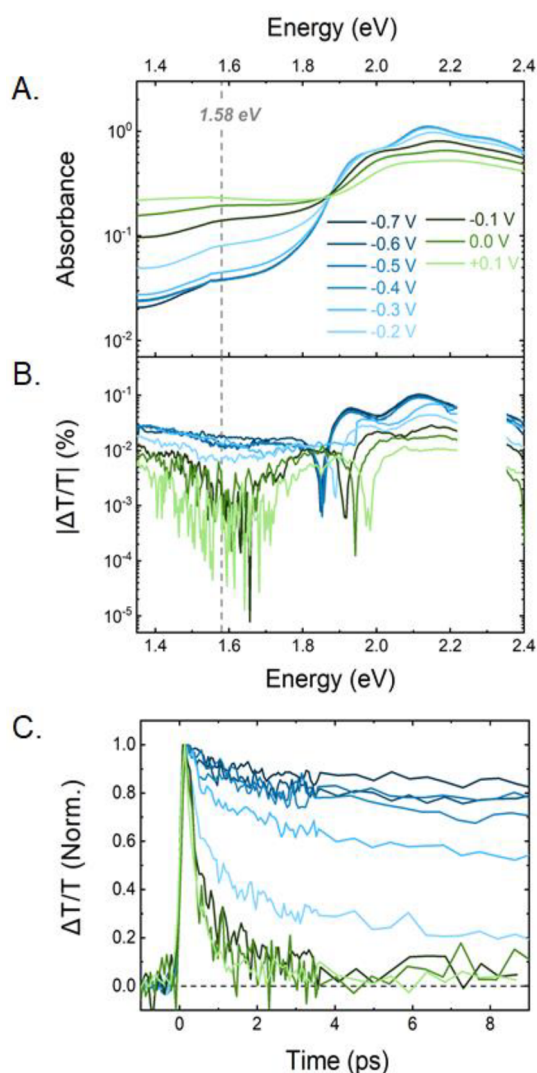 Energy (eV)
1.4 1.6 1.8 2.0 2.2 2.4
A.
1.58 eV
Absorbance
10⁰
10⁻¹
10⁻²
-0.7 V
-0.6 V
-0.5 V
-0.4 V
-0.3 V
-0.2 V
-0.1 V
0.0 V
+0.1 V
B.
|ΔT/T| (%)
10⁻¹
10⁻²
10⁻³
10⁻⁴
10⁻⁵
1.4 1.6 1.8 2.0 2.2 2.4
Energy (eV)
C.
ΔT/T (Norm.)
1.0
0.8
0.6
0.4
0.2
0.0
0 2 4 6 8
Time (ps)